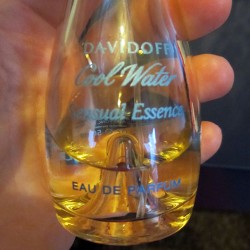 DAVIDOFF
Cool Water
Sensual Essence
EAU DE PARFUM